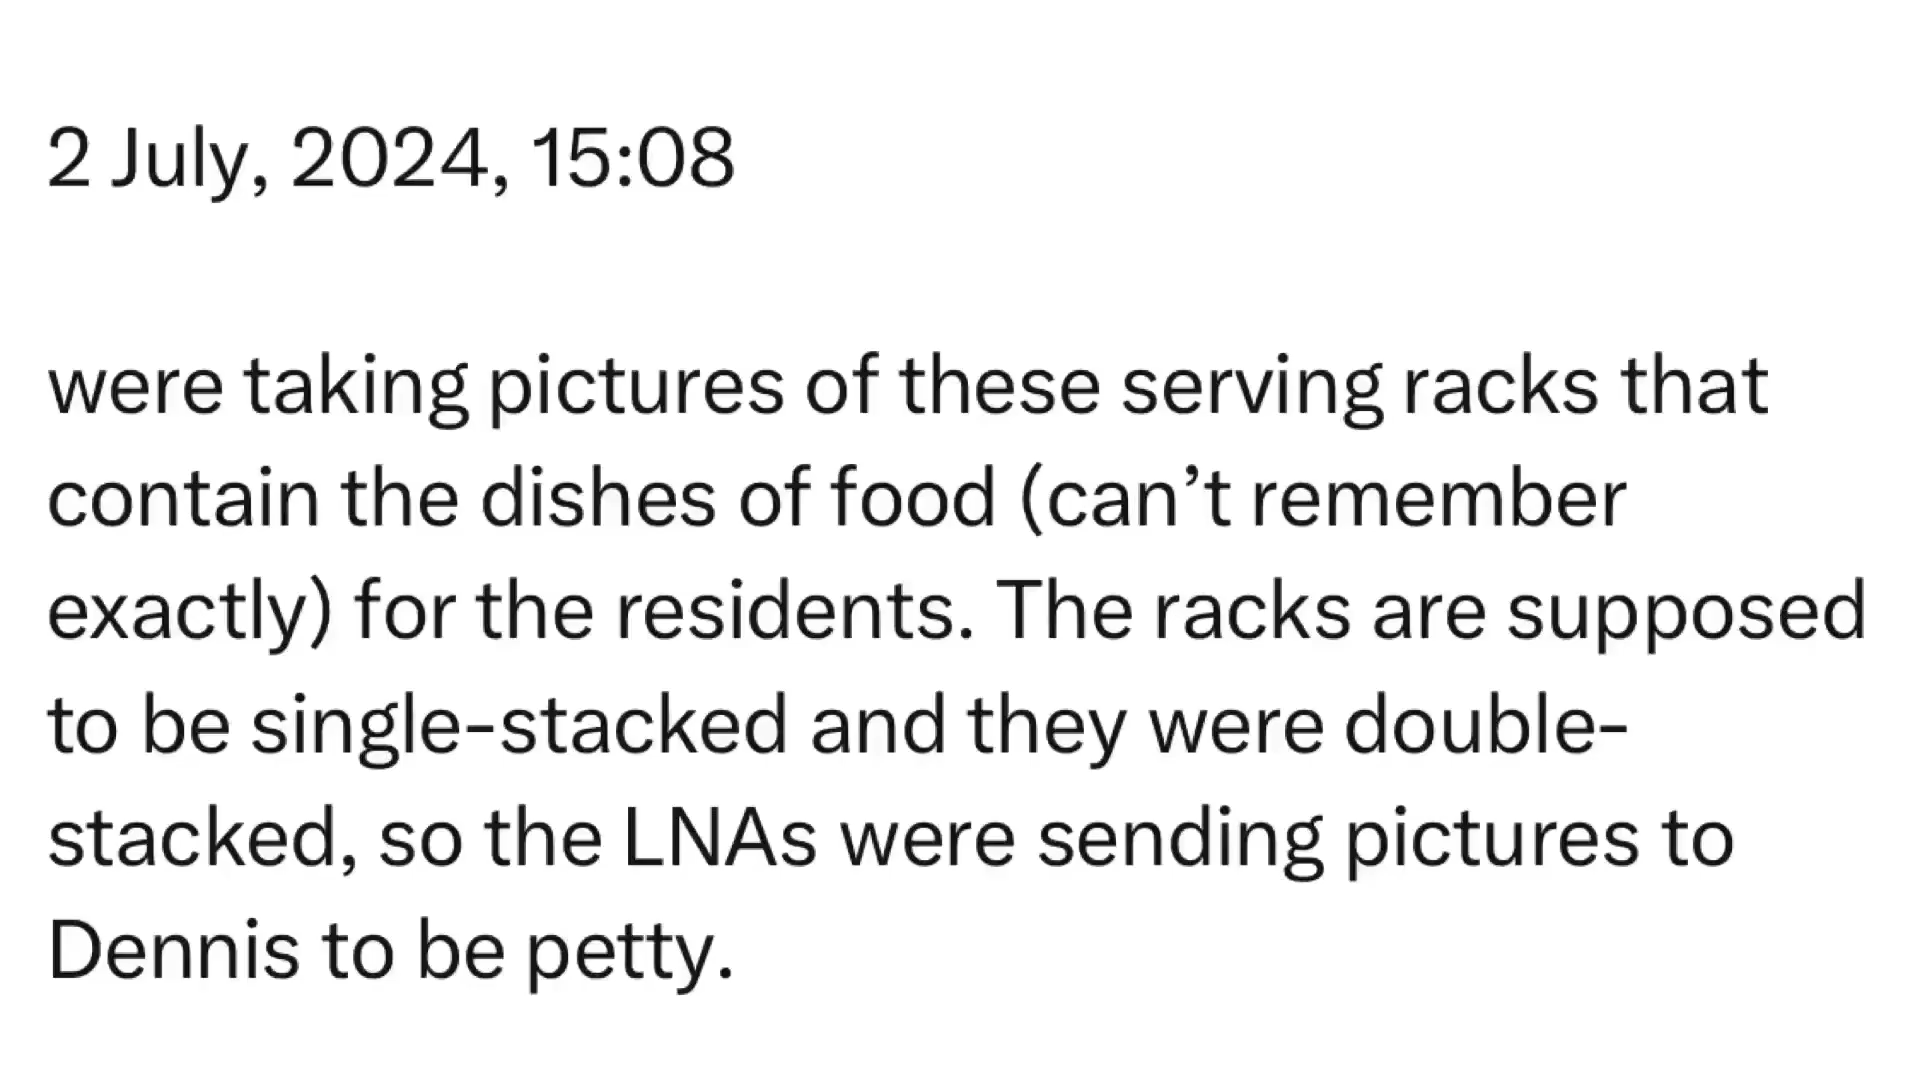 2 July, 2024, 15:08
were taking pictures of these serving racks that
contain the dishes of food (can’t remember
exactly) for the residents. The racks are supposed
to be single-stacked and they were double-
stacked, so the LNAs were sending pictures to
Dennis to be petty.